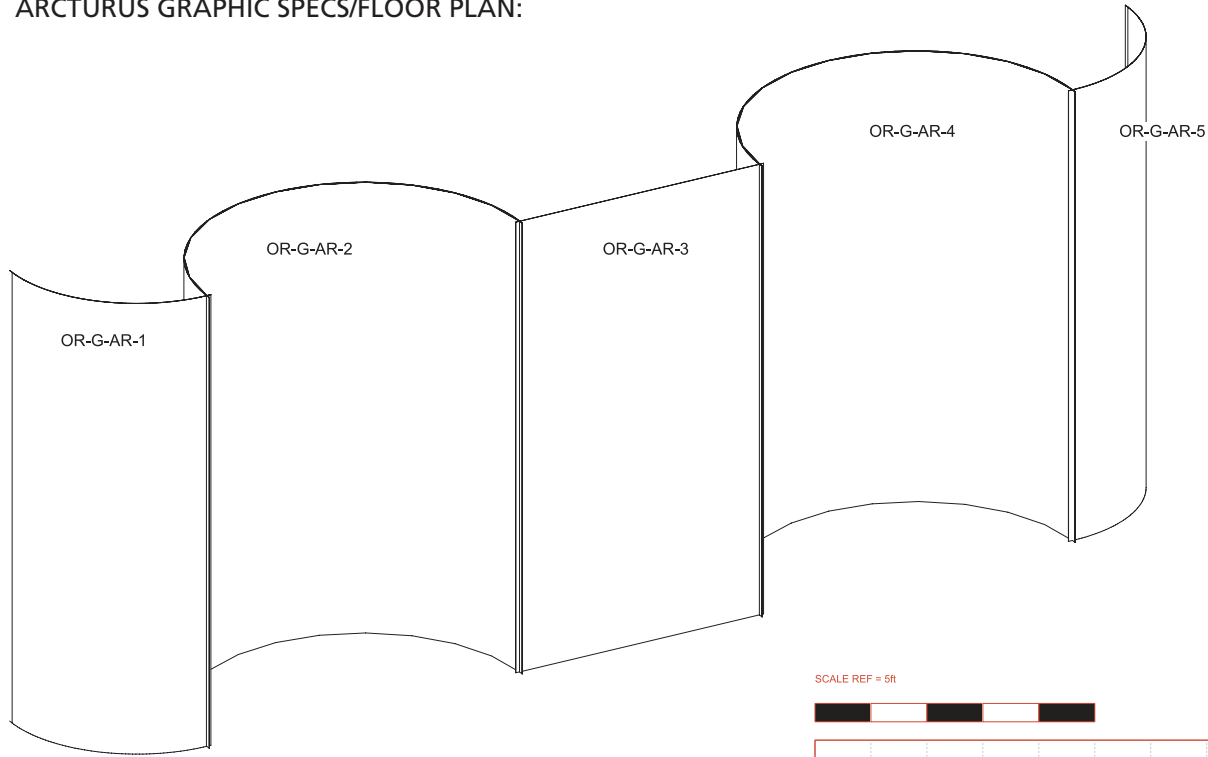 ARCTURUS GRAPHIC SPECS/FLOOR PLAN:
OR-G-AR-4
OR-G-AR-5
OR-G-AR-2
OR-G-AR-3
OR-G-AR-1
SCALE REF = 5ft